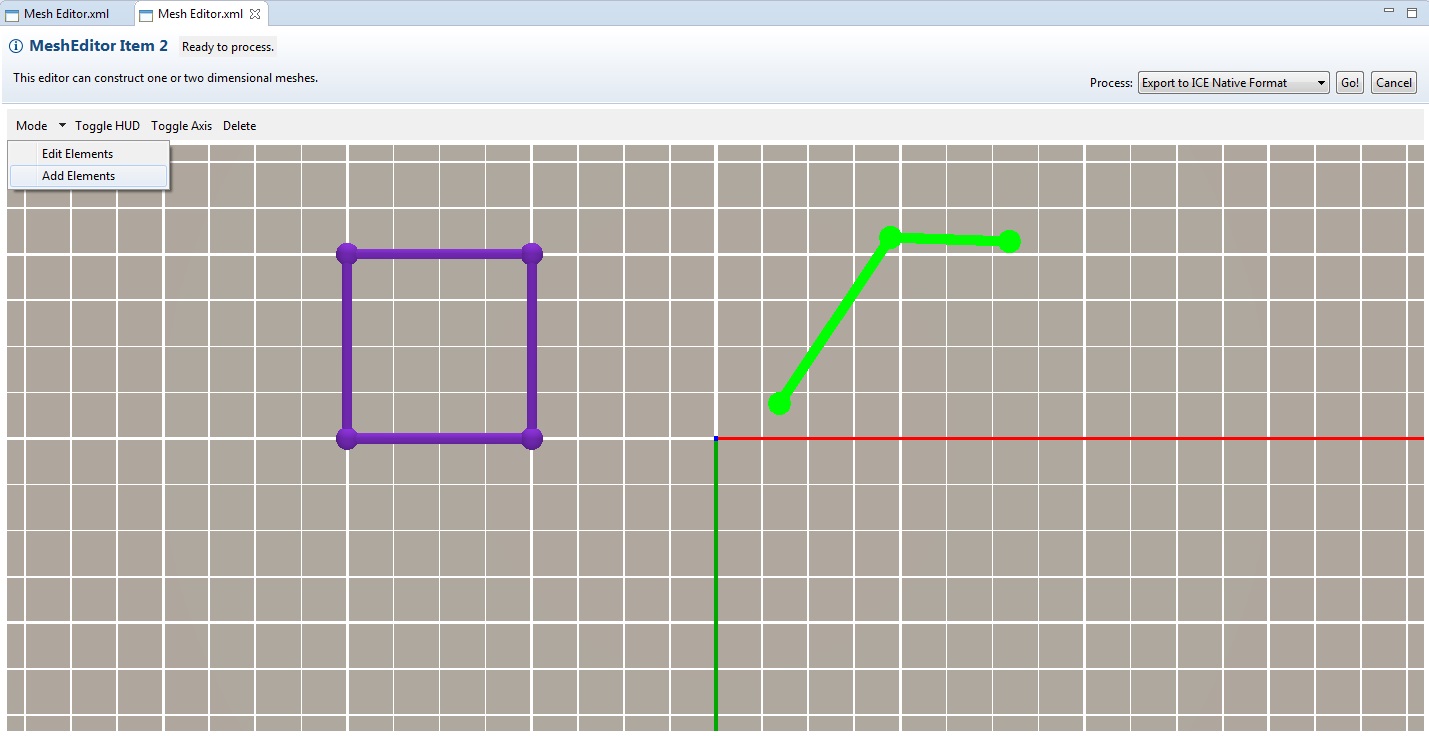 Mesh Editor.xml Mesh Editor.xml
MeshEditor Item 2 Ready to process.
This editor can construct one or two dimensional meshes.
Process: Export to ICE Native Format Go! Cancel
Mode Toggle HUD Toggle Axis Delete
Edit Elements
Add Elements